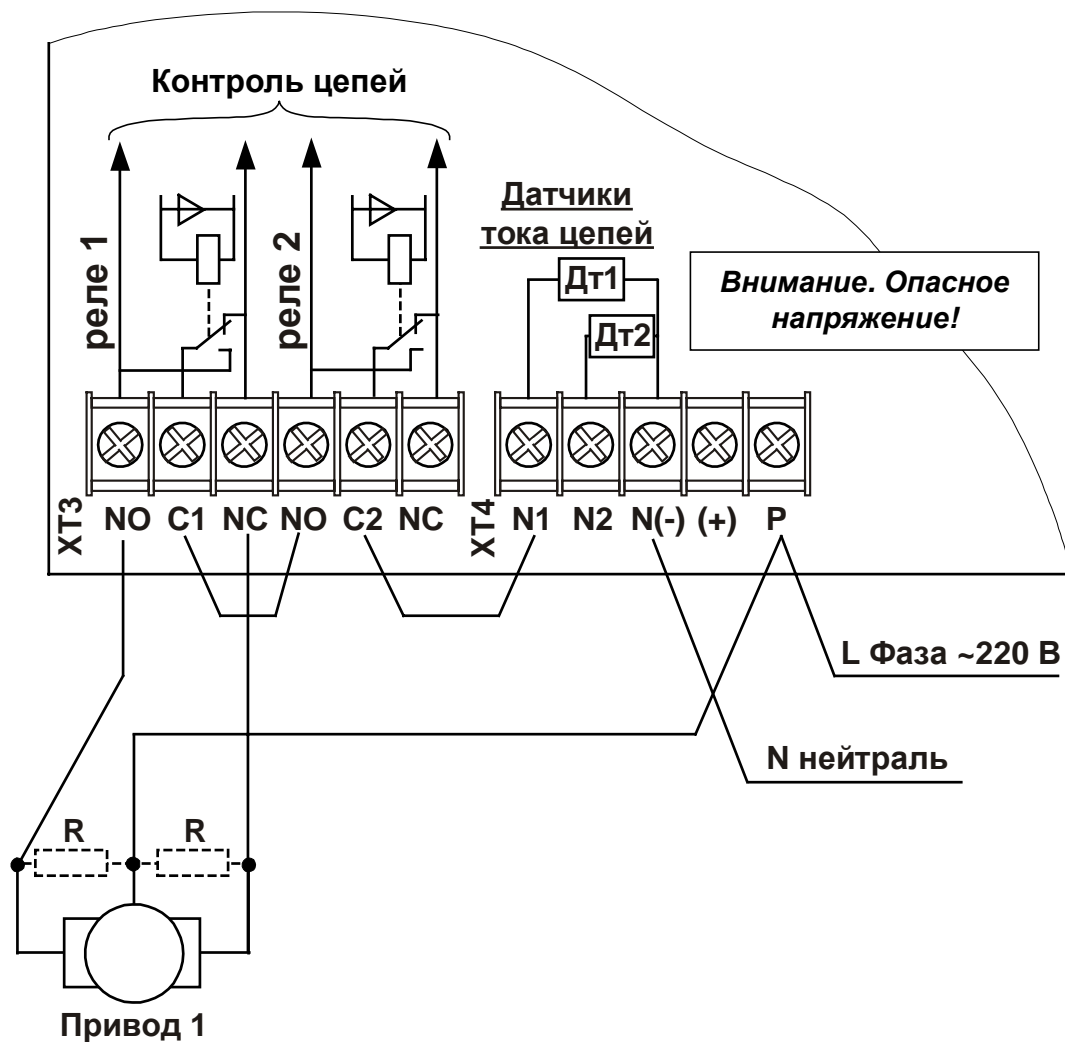 Контроль цепей
реле 1
реле 2
Датчики
тока цепей
Дт1
Дт2
Внимание. Опасное
напряжение!
XT3
NO C1 NC NO C2 NC
XT4
N1 N2 N(-) (+) P
L Фаза ~220 В
N нейтраль
R R
Привод 1